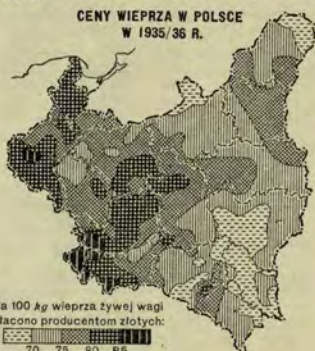 CENY WIEPRZA W POLSCE
W 1935/36 R.
a 100 kg wieprza żywej wagi
łacono producentom złotych:
70 75 80 85